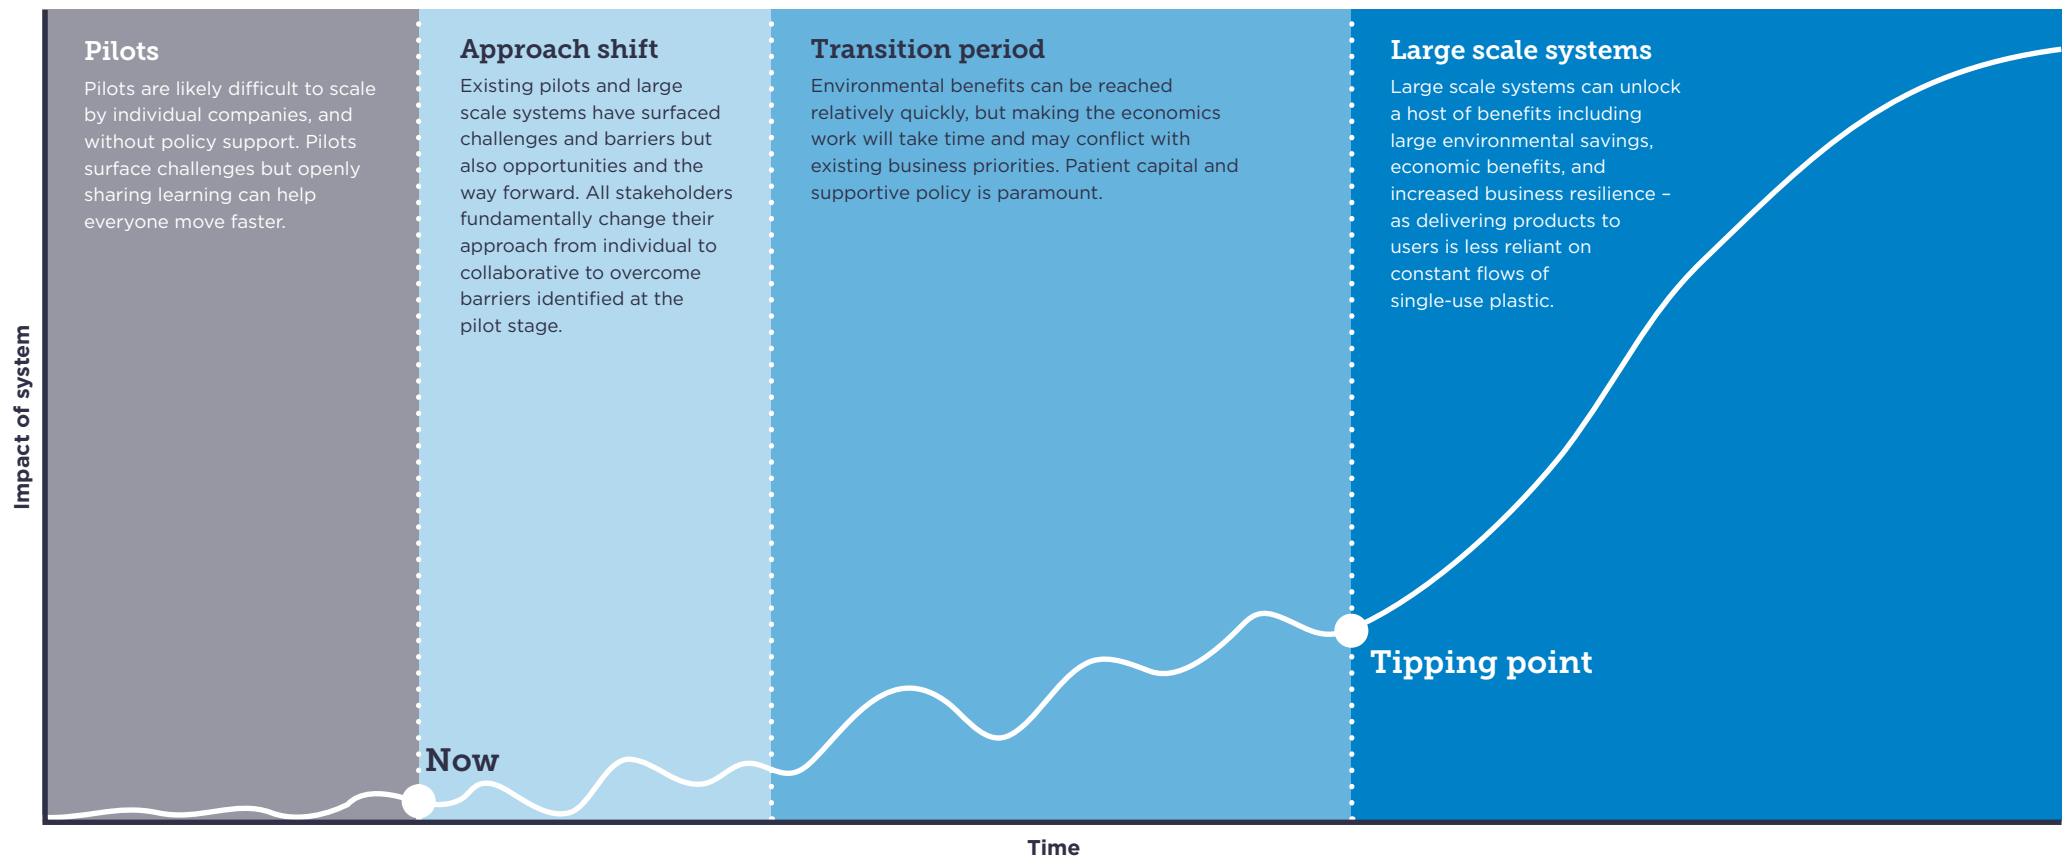 Pilots
Pilots are likely difficult to scale
by individual companies, and
without policy support. Pilots
surface challenges but openly
sharing learning can help
everyone move faster.
Approach shift
Existing pilots and large
scale systems have surfaced
challenges and barriers but
also opportunities and the
way forward. All stakeholders
fundamentally change their
approach from individual to
collaborative to overcome
barriers identified at the
pilot stage.
Transition period
Environmental benefits can be reached
relatively quickly, but making the economics
work will take time and may conflict with
existing business priorities. Patient capital and
supportive policy is paramount.
Large scale systems
Large scale systems can unlock
a host of benefits including
large environmental savings,
economic benefits, and
increased business resilience –
as delivering products to
users is less reliant on
constant flows of
single-use plastic.
Impact of system
Now
Tipping point
Time